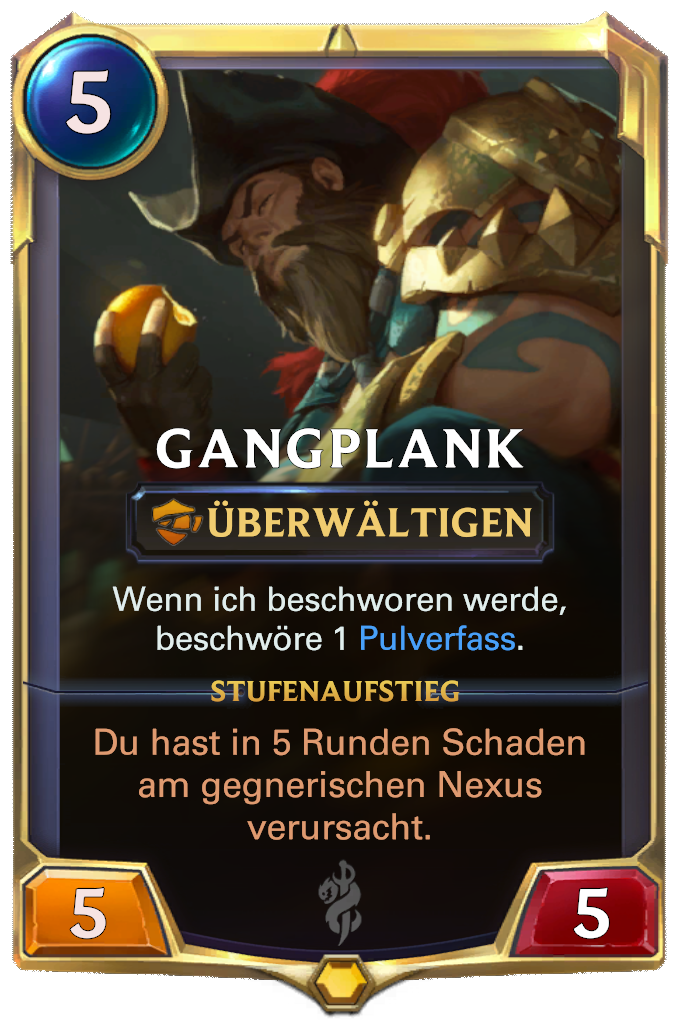 5
GANGPLANK
ÜBERWÄLTIGEN
Wenn ich beschworen werde,
beschwöre 1 Pulverfass.
STUFENAUFSTIEG
Du hast in 5 Runden Schaden
am gegnerischen Nexus
verursacht.
5 5